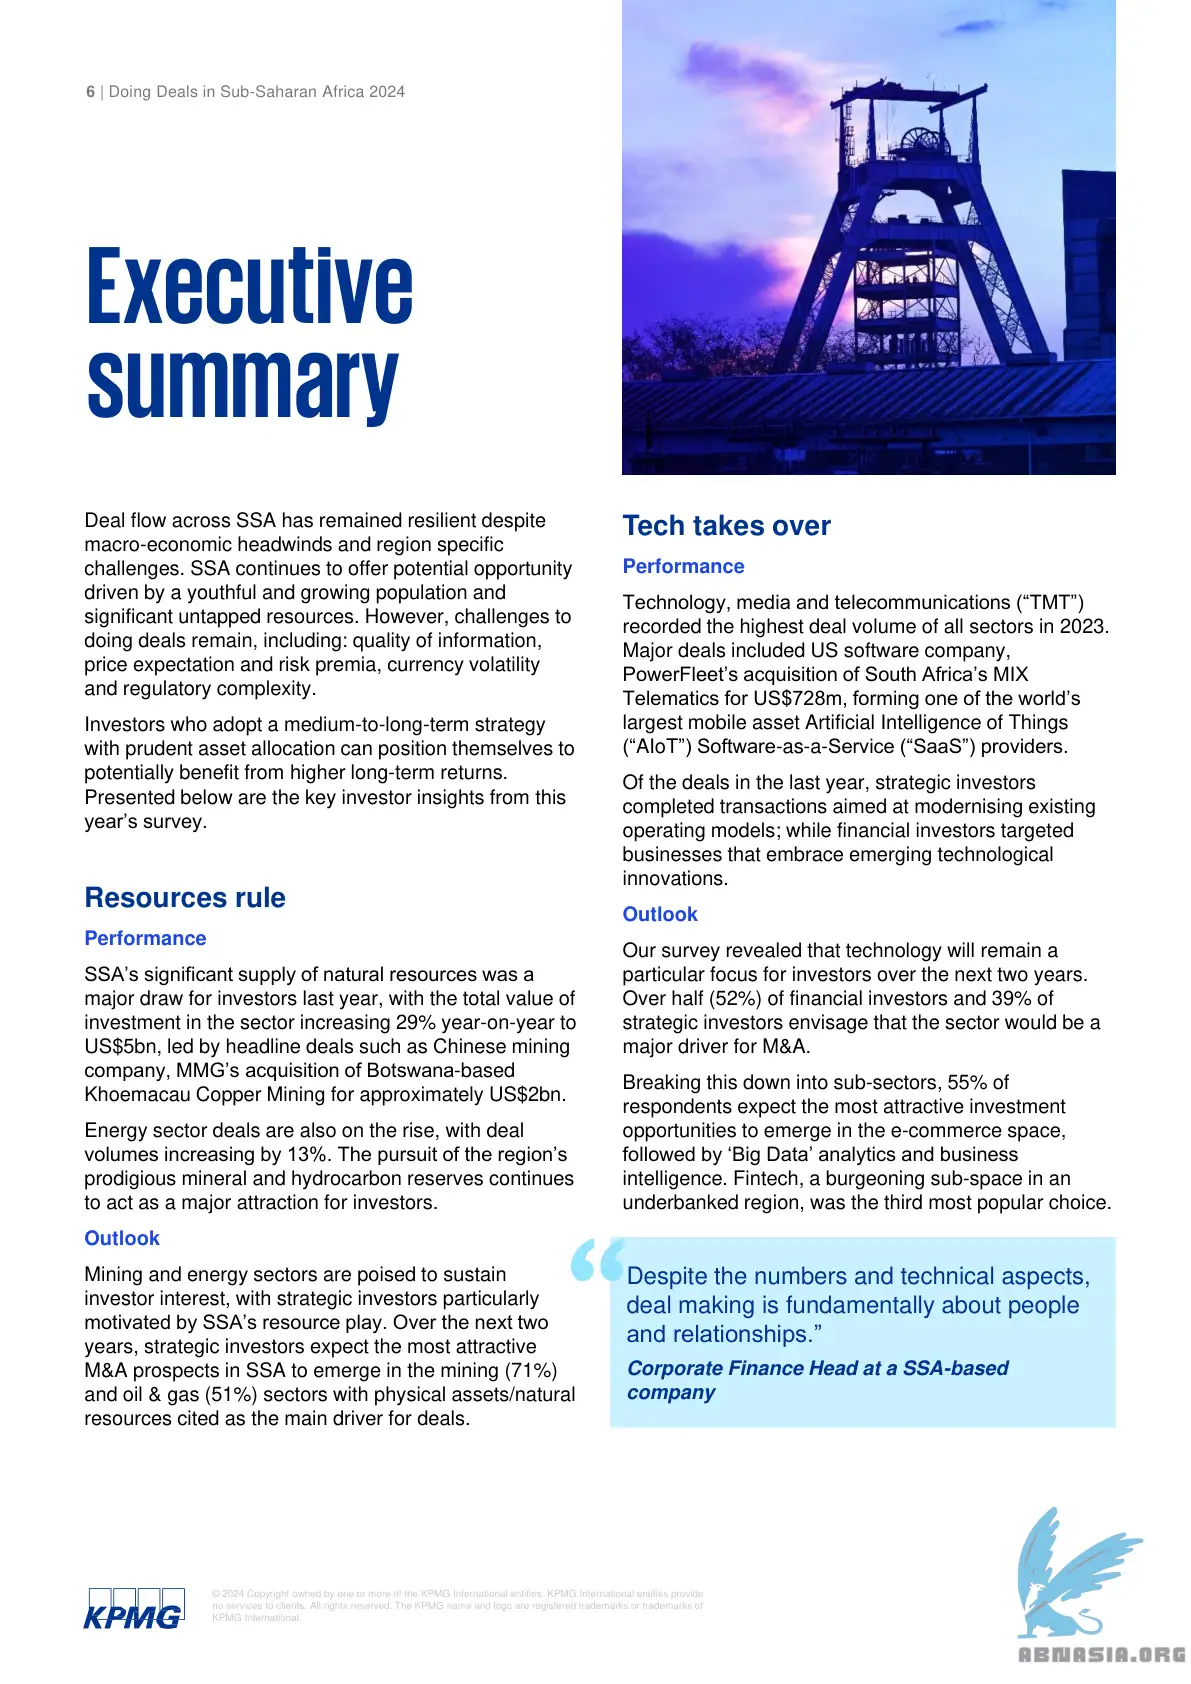 6 | Doing Deals in Sub-Saharan Africa 2024
Executive
summary
Deal flow across SSA has remained resilient despite
macro-economic headwinds and region specific
challenges. SSA continues to offer potential opportunity
driven by a youthful and growing population and
significant untapped resources. However, challenges to
doing deals remain, including: quality of information,
price expectation and risk premia, currency volatility
and regulatory complexity.
Investors who adopt a medium-to-long-term strategy
with prudent asset allocation can position themselves to
potentially benefit from higher long-term returns.
Presented below are the key investor insights from this
year’s survey.
Resources rule
Performance
SSA’s significant supply of natural resources was a
major draw for investors last year, with the total value of
investment in the sector increasing 29% year-on-year to
US$5bn, led by headline deals such as Chinese mining
company, MMG’s acquisition of Botswana-based
Khoemacau Copper Mining for approximately US$2bn.
Energy sector deals are also on the rise, with deal
volumes increasing by 13%. The pursuit of the region’s
prodigious mineral and hydrocarbon reserves continues
to act as a major attraction for investors.
Outlook
Mining and energy sectors are poised to sustain
investor interest, with strategic investors particularly
motivated by SSA’s resource play. Over the next two
years, strategic investors expect the most attractive
M&A prospects in SSA to emerge in the mining (71%)
and oil & gas (51%) sectors with physical assets/natural
resources cited as the main driver for deals.
Tech takes over
Performance
Technology, media and telecommunications (“TMT”)
recorded the highest deal volume of all sectors in 2023.
Major deals included US software company,
PowerFleet’s acquisition of South Africa’s MIX
Telematics for US$728m, forming one of the world’s
largest mobile asset Artificial Intelligence of Things
(“AIoT”) Software-as-a-Service (“SaaS”) providers.
Of the deals in the last year, strategic investors
completed transactions aimed at modernising existing
operating models; while financial investors targeted
businesses that embrace emerging technological
innovations.
Outlook
Our survey revealed that technology will remain a
particular focus for investors over the next two years.
Over half (52%) of financial investors and 39% of
strategic investors envisage that the sector would be a
major driver for M&A.
Breaking this down into sub-sectors, 55% of
respondents expect the most attractive investment
opportunities to emerge in the e-commerce space,
followed by ‘Big Data’ analytics and business
intelligence. Fintech, a burgeoning sub-space in an
underbanked region, was the third most popular choice.
“Despite the numbers and technical aspects,
deal making is fundamentally about people
and relationships.”
Corporate Finance Head at a SSA-based
company
KPMG
© 2024 Copyright owned by one or more of the KPMG International entities. KPMG International entities provide
no services to clients. All rights reserved. The KPMG name and logo are registered trademarks or trademarks of
KPMG International.
ABNASIA.ORG